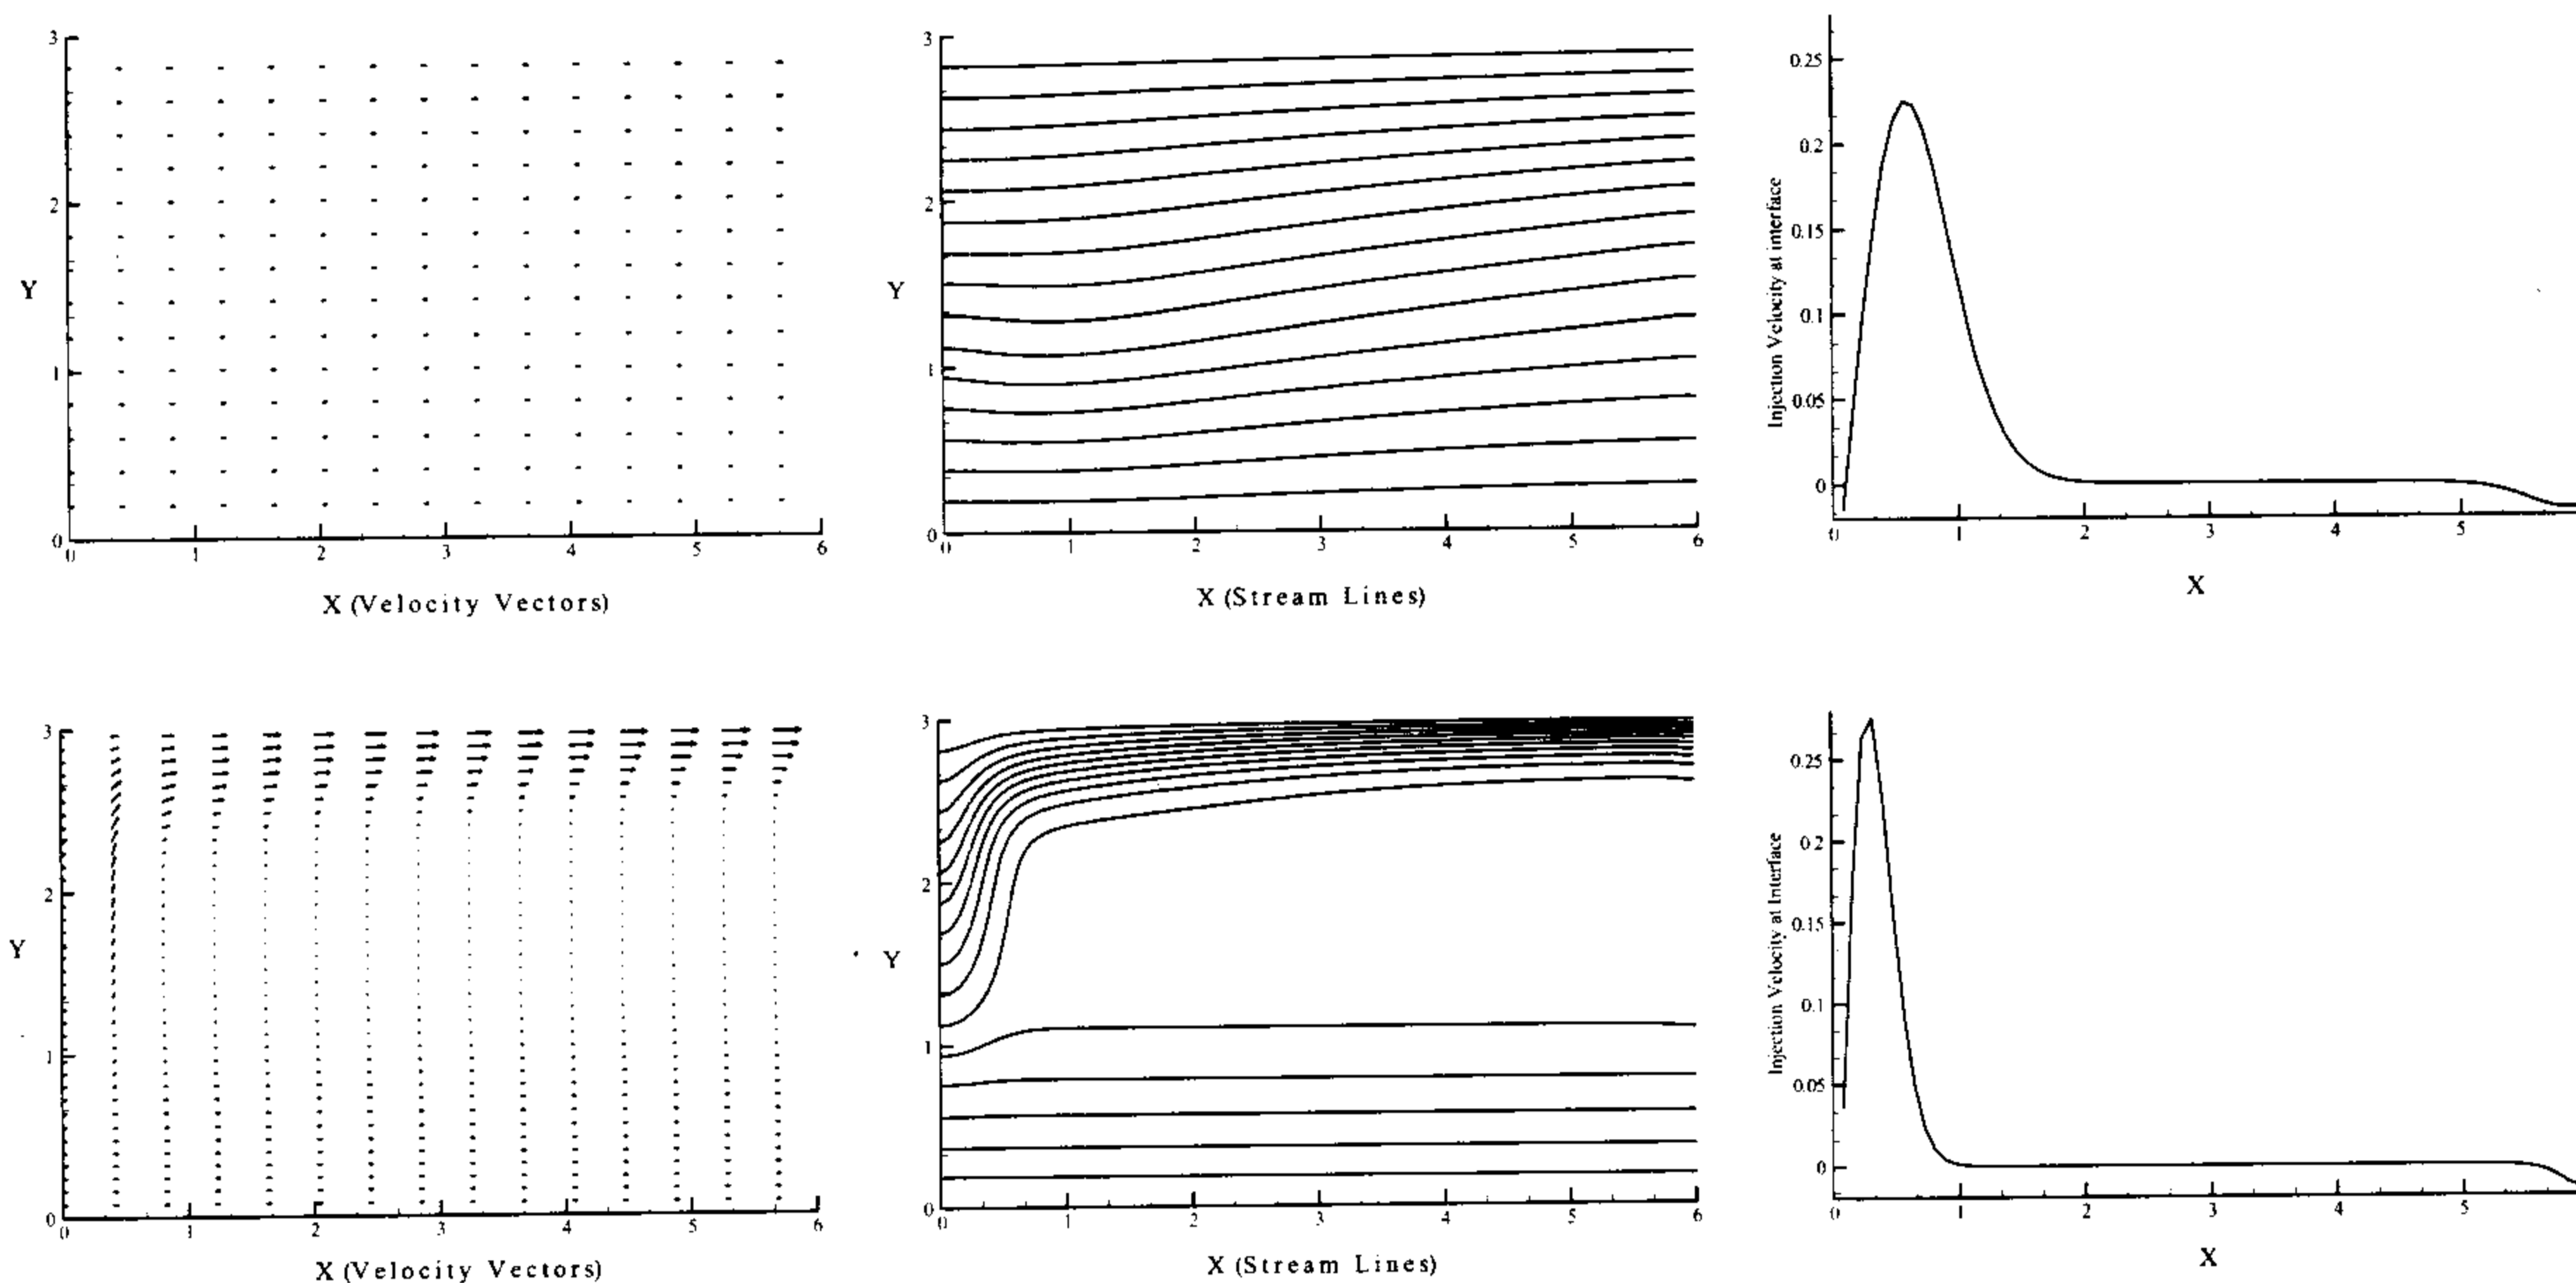 3
2
1
0
Y
0 1 2 3 4 5 6
X (Velocity Vectors)
3
2
1
0
Y
0 1 2 3 4 5 6
X (Stream Lines)
0.25
0.2
0.15
0.1
0.05
0
Injection Velocity at interface
0 1 2 3 4 5
X
3
2
1
0
Y
0 1 2 3 4 5 6
X (Velocity Vectors)
3
2
1
0
Y
0 1 2 3 4 5 6
X (Stream Lines)
0.25
0.2
0.15
0.1
0.05
0
Injection Velocity at Interface
0 1 2 3 4 5
X